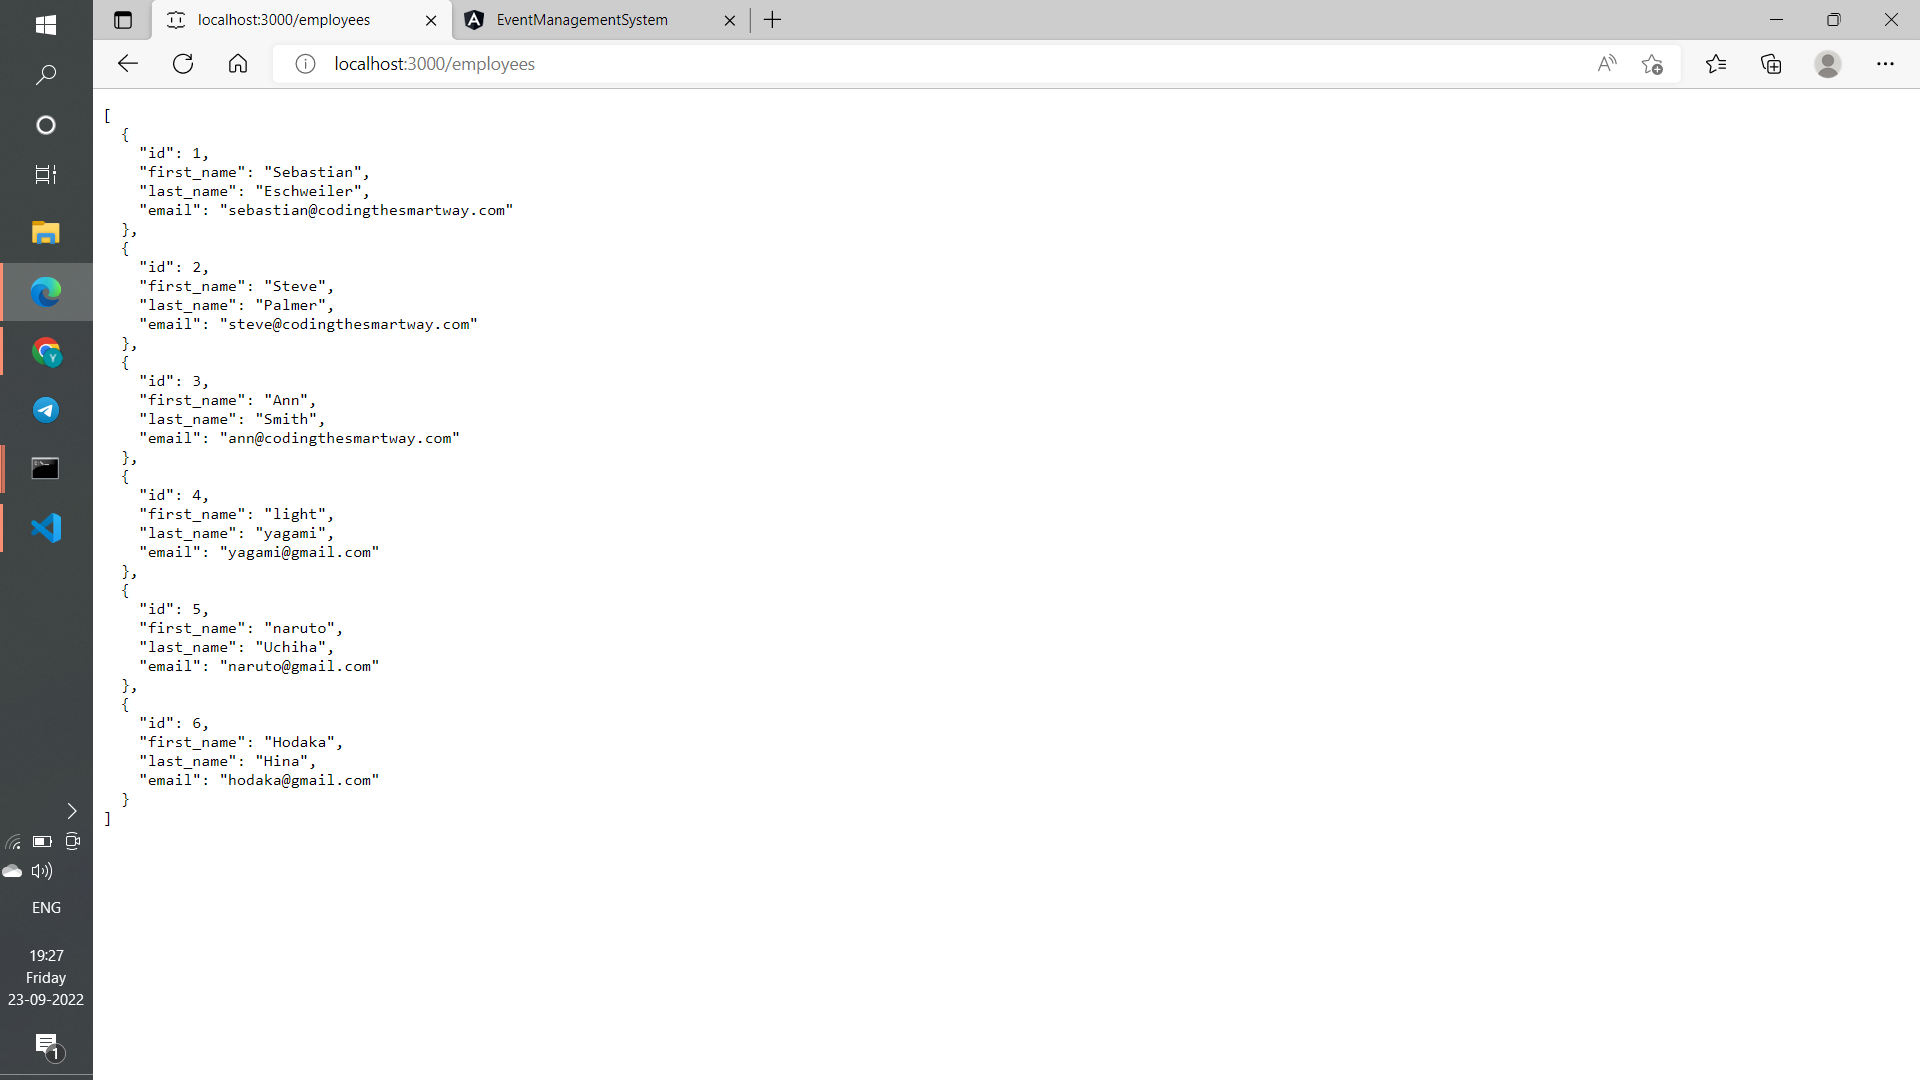 localhost:3000/employees
EventManagementSystem
localhost:3000/employees
[
  {
    "id": 1,
    "first_name": "Sebastian",
    "last_name": "Eschweiler",
    "email": "sebastian@codingthesmartway.com"
  },
  {
    "id": 2,
    "first_name": "Steve",
    "last_name": "Palmer",
    "email": "steve@codingthesmartway.com"
  },
  {
    "id": 3,
    "first_name": "Ann",
    "last_name": "Smith",
    "email": "ann@codingthesmartway.com"
  },
  {
    "id": 4,
    "first_name": "light",
    "last_name": "yagami",
    "email": "yagami@gmail.com"
  },
  {
    "id": 5,
    "first_name": "naruto",
    "last_name": "Uchiha",
    "email": "naruto@gmail.com"
  },
  {
    "id": 6,
    "first_name": "Hodaka",
    "last_name": "Hina",
    "email": "hodaka@gmail.com"
  }
]
Y
ENG
19:27
Friday
23-09-2022
1